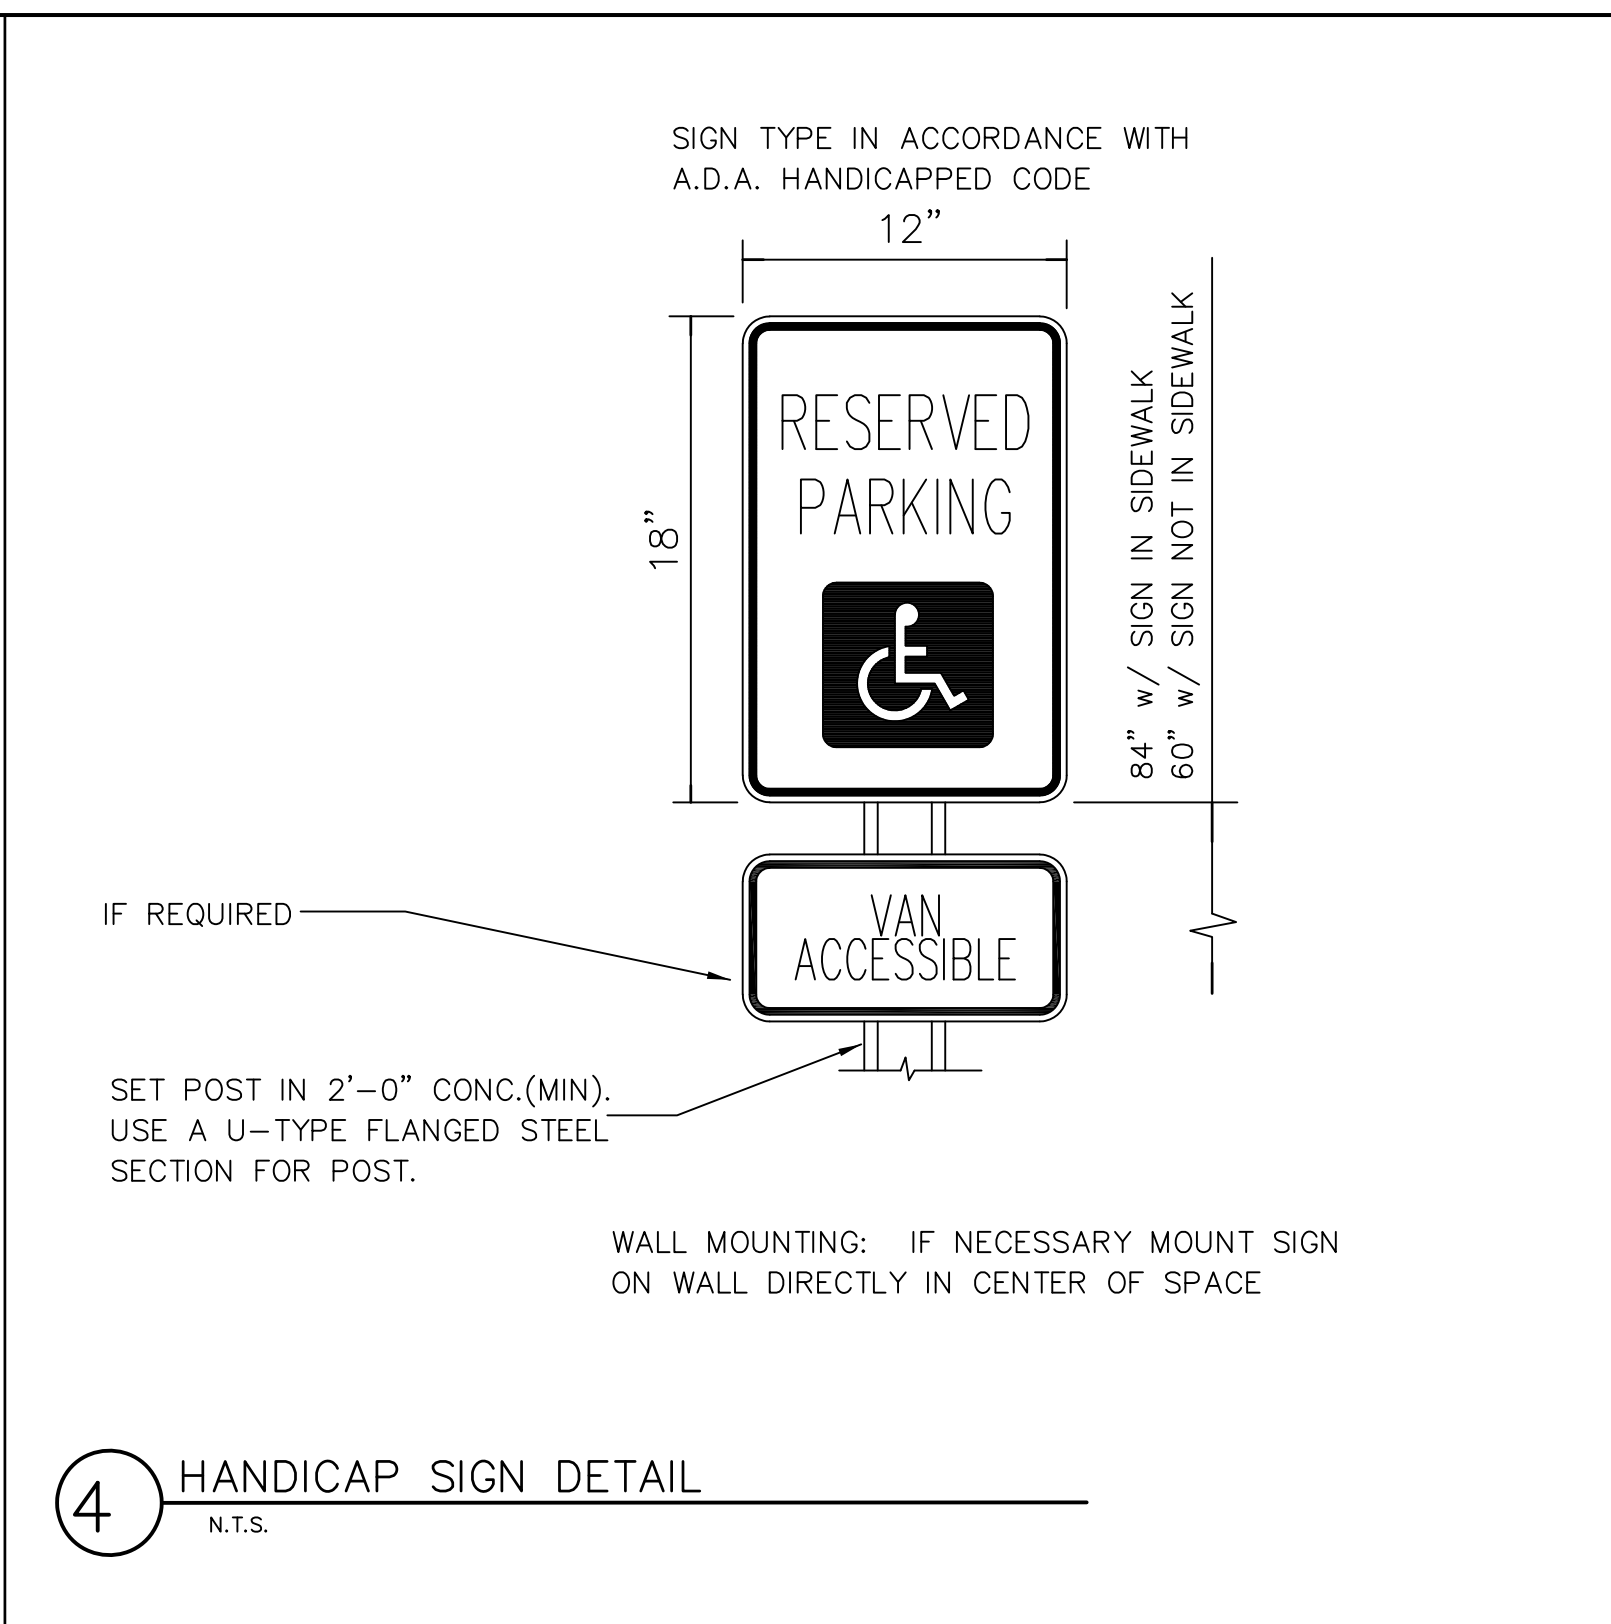 SIGN TYPE IN ACCORDANCE WITH
A.D.A. HANDICAPPED CODE
12”
18”
RESERVED
PARKING
84” w/ SIGN IN SIDEWALK
60” w/ SIGN NOT IN SIDEWALK
IF REQUIRED
VAN
ACCESSIBLE
SET POST IN 2’-0” CONC.(MIN).
USE A U-TYPE FLANGED STEEL
SECTION FOR POST.
WALL MOUNTING: IF NECESSARY MOUNT SIGN
ON WALL DIRECTLY IN CENTER OF SPACE
4 HANDICAP SIGN DETAIL
N.T.S.